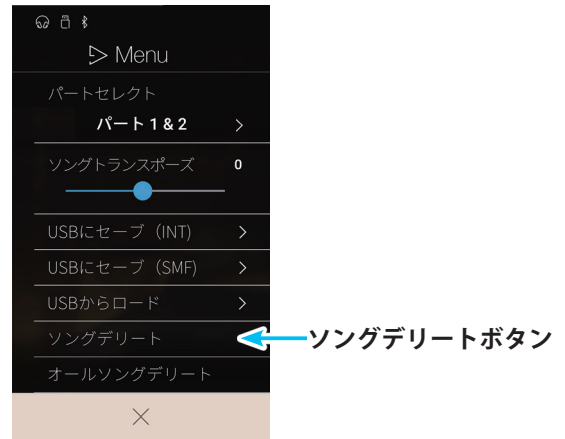 Menu
パートセレクト
パート 1 & 2
ソングトランスポーズ 0
USBにセーブ（INT）
USBにセーブ（SMF）
USBからロード
ソングデリート
ソングデリートボタン
オールソングデリート